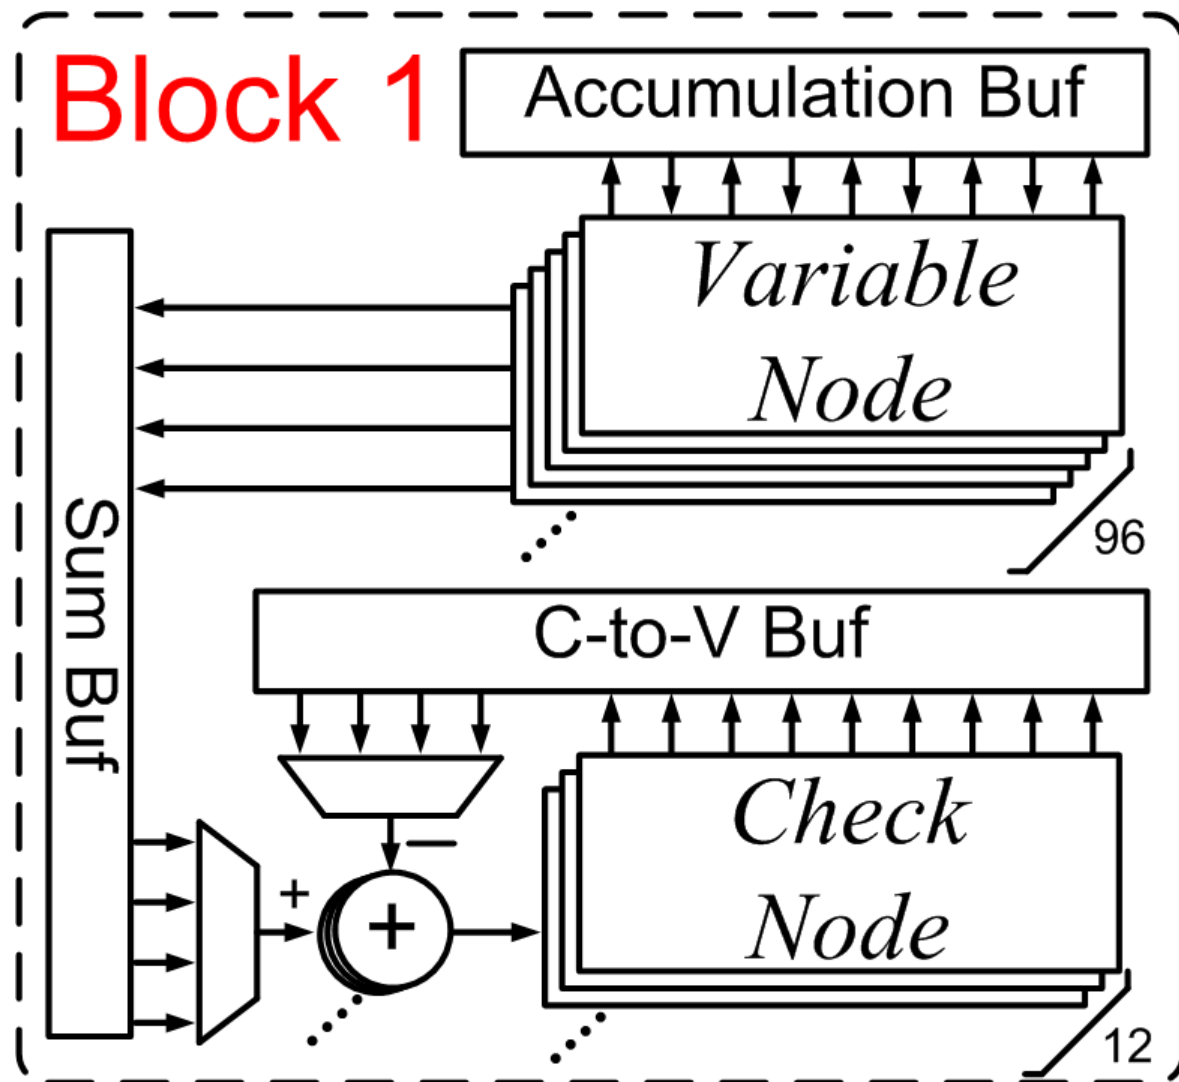 Block 1
Accumulation Buf
Variable
Node
96
Sum Buf
C-to-V Buf
−
+
+
Check
Node
12